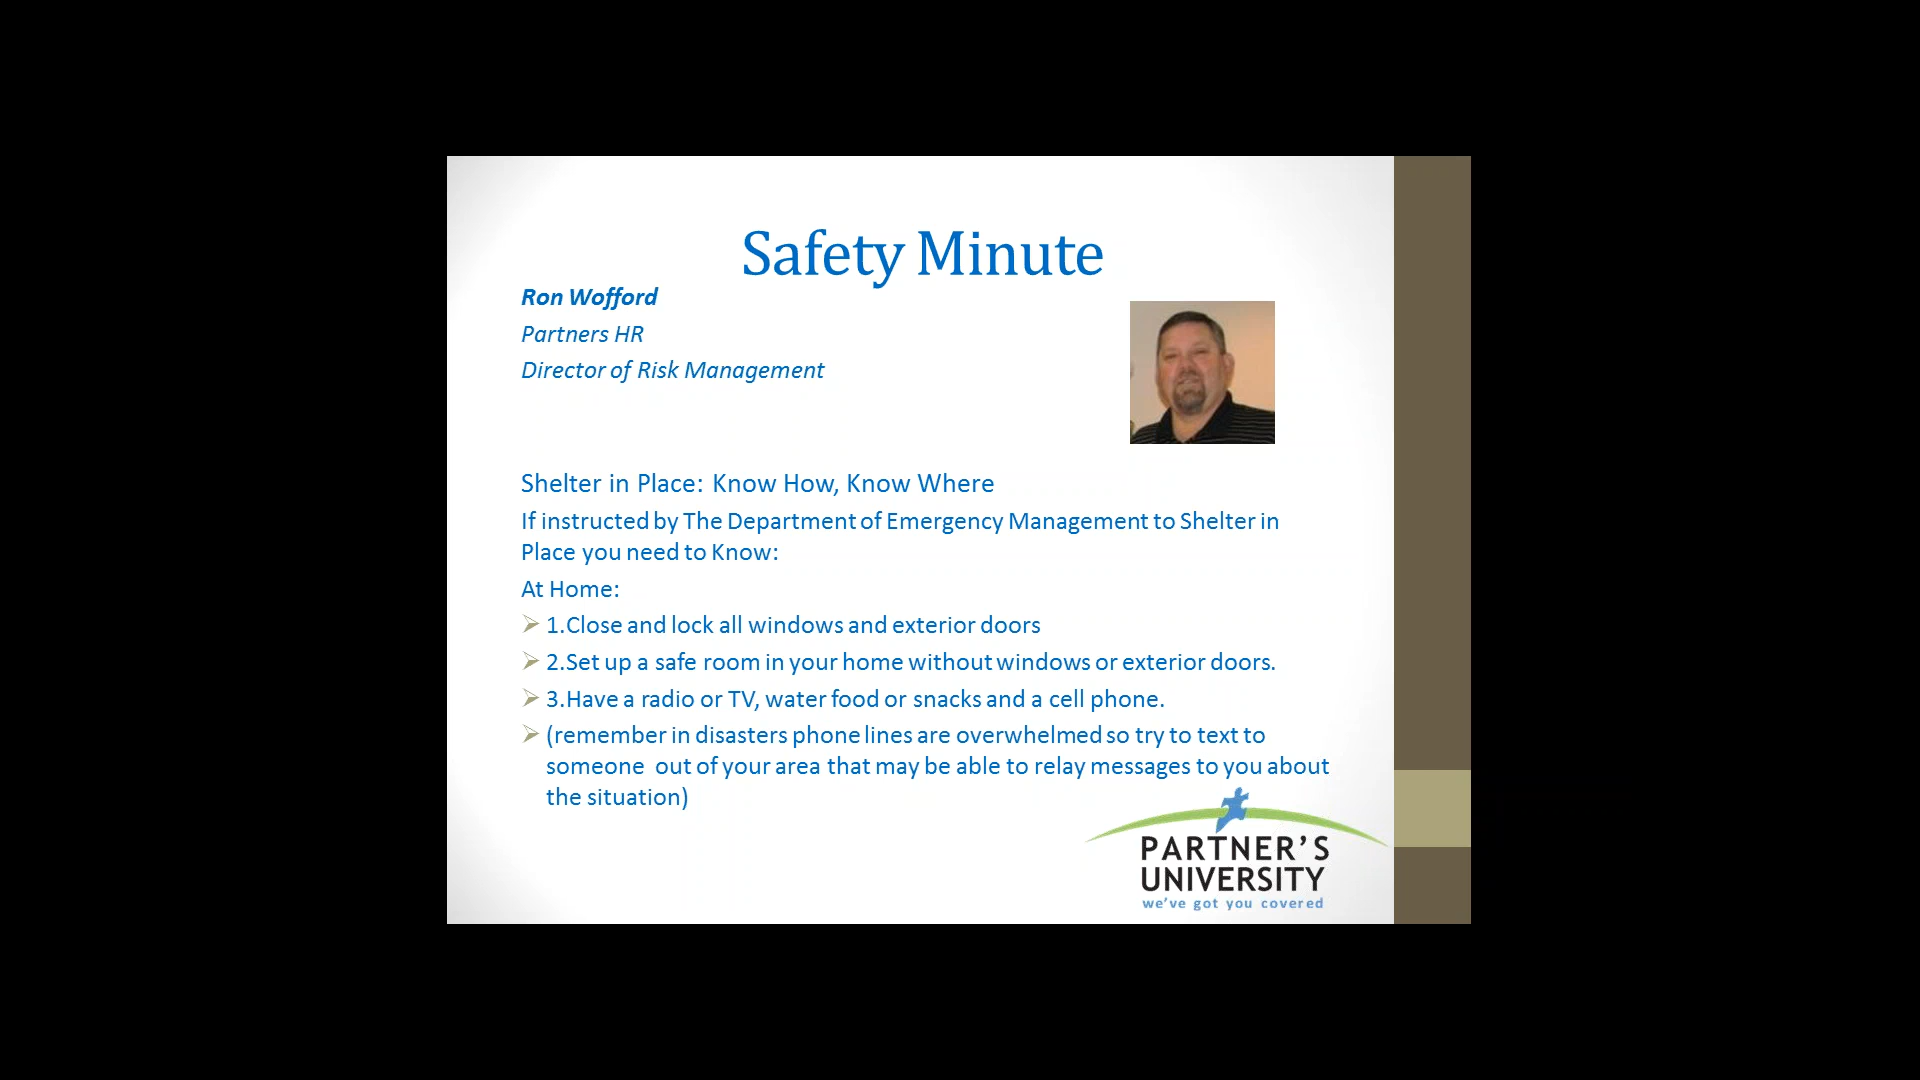 Safety Minute
Ron Wofford
Partners HR
Director of Risk Management
Shelter in Place: Know How, Know Where
If instructed by The Department of Emergency Management to Shelter in
Place you need to Know:
At Home:
1.Close and lock all windows and exterior doors
2.Set up a safe room in your home without windows or exterior doors.
3.Have a radio or TV, water food or snacks and a cell phone.
(remember in disasters phone lines are overwhelmed so try to text to
someone out of your area that may be able to relay messages to you about
the situation)
PARTNER'S
UNIVERSITY
we've got you covered